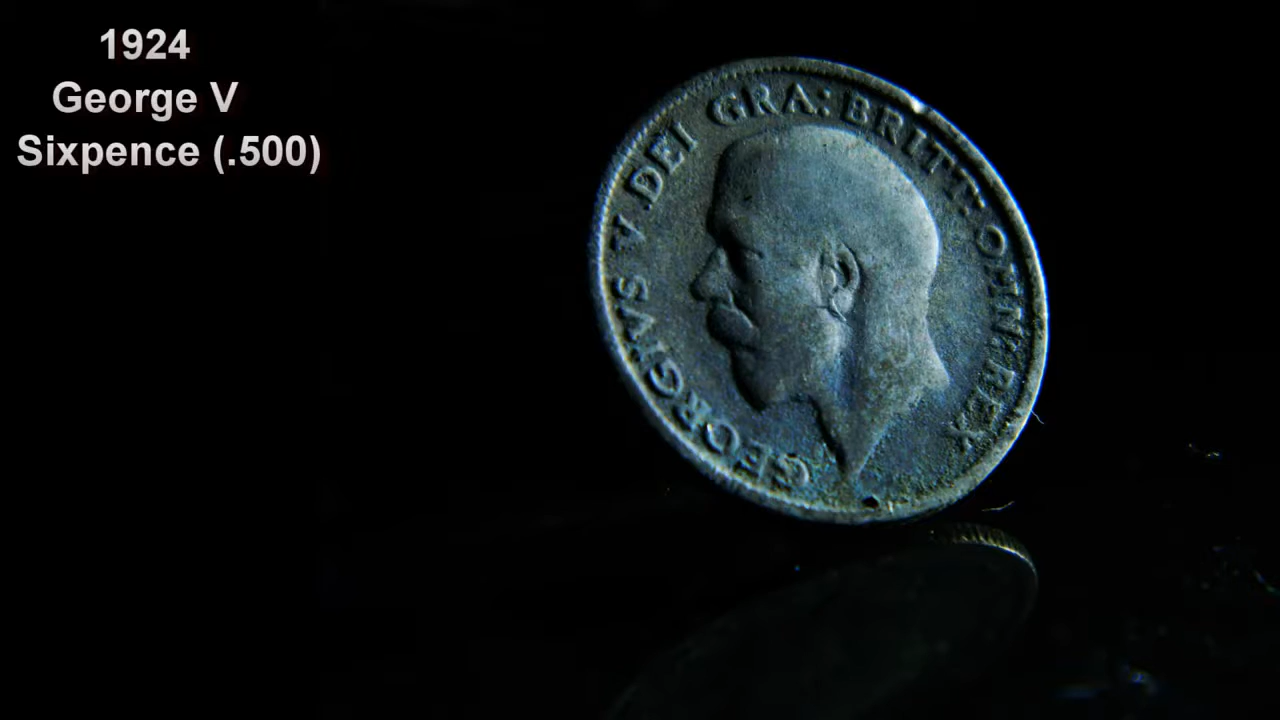 1924
George V
Sixpence (.500)
GEORGIVS V DEI GRA: BRITT: OMN: REX